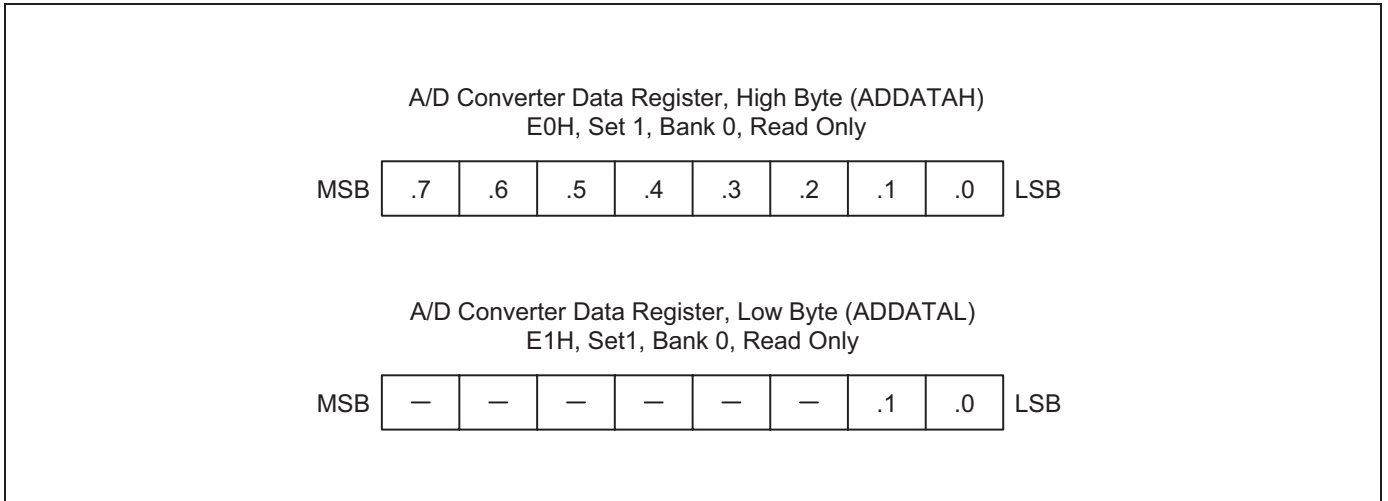 A/D Converter Data Register, High Byte (ADDATAH)
E0H, Set 1, Bank 0, Read Only
MSB .7 .6 .5 .4 .3 .2 .1 .0 LSB
A/D Converter Data Register, Low Byte (ADDATAL)
E1H, Set1, Bank 0, Read Only
MSB – – – – – – .1 .0 LSB